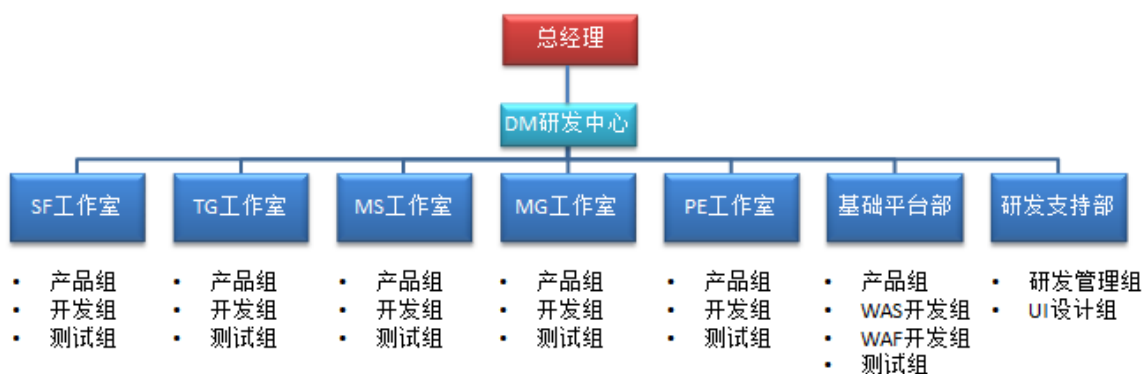 总经理
DM研发中心
SF工作室
TG工作室
MS工作室
MG工作室
PE工作室
基础平台部
研发支持部
• 产品组
• 开发组
• 测试组
• 产品组
• 开发组
• 测试组
• 产品组
• 开发组
• 测试组
• 产品组
• 开发组
• 测试组
• 产品组
• 开发组
• 测试组
• 产品组
• WAS开发组
• WAF开发组
• 测试组
• 研发管理组
• UI设计组